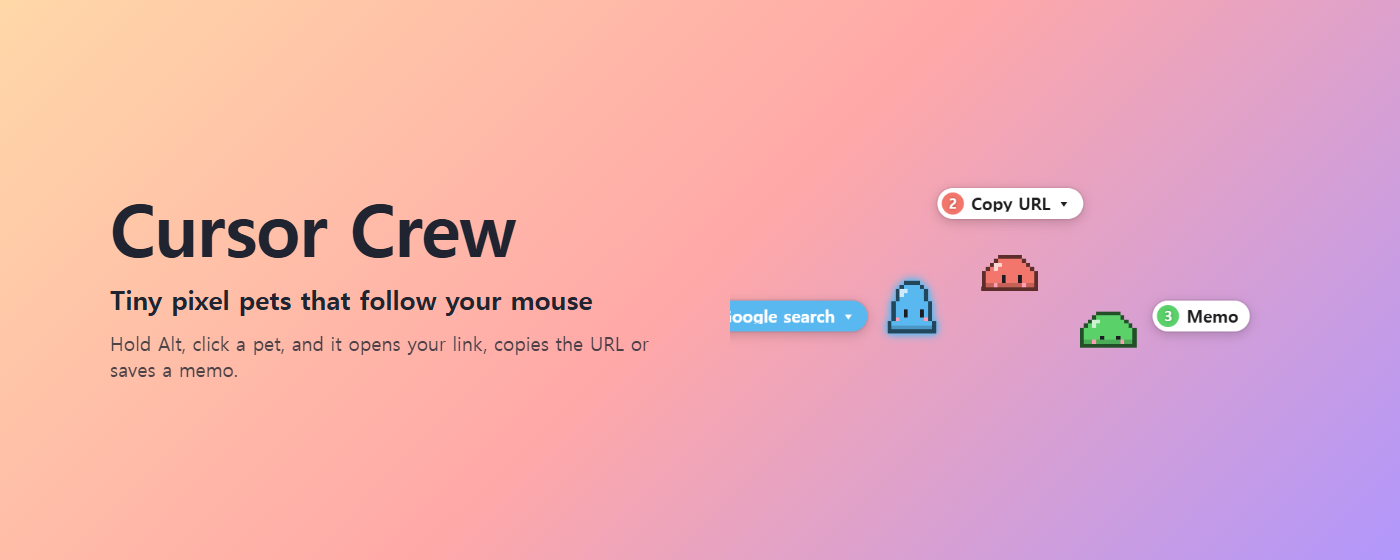 Cursor Crew
Tiny pixel pets that follow your mouse
Hold Alt, click a pet, and it opens your link, copies the URL or
saves a memo.
2 Copy URL
Google search
3 Memo